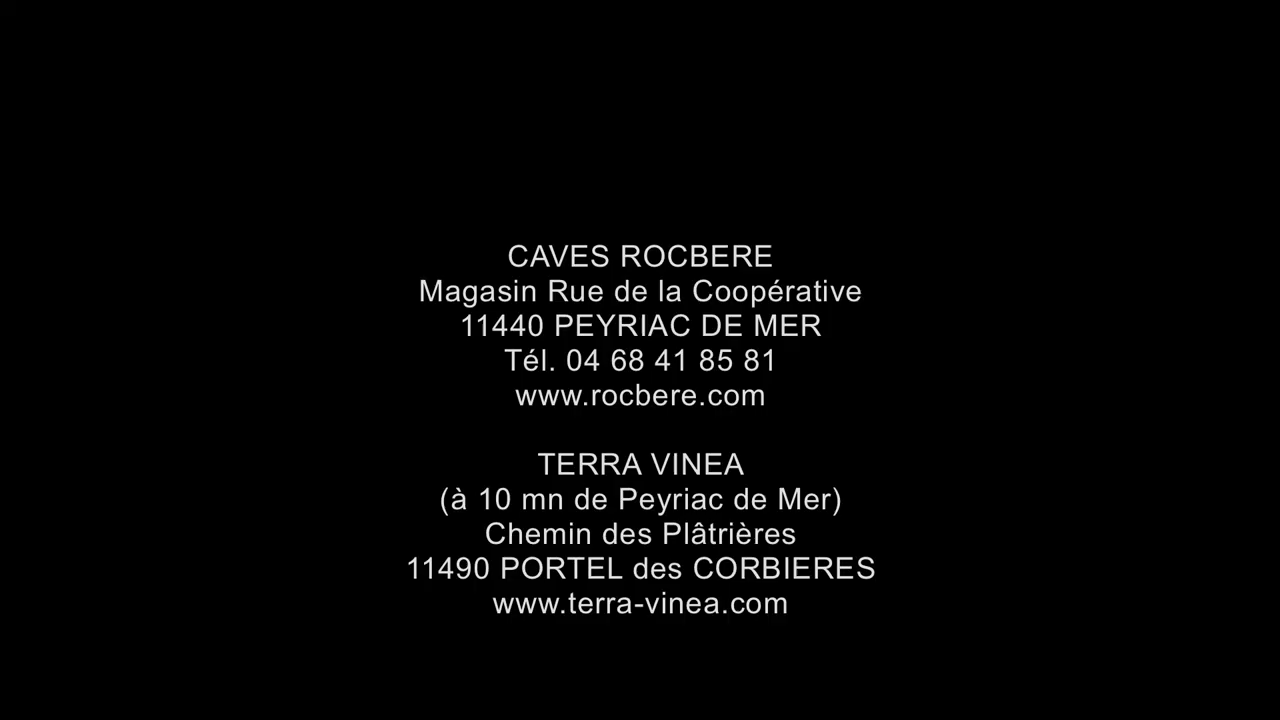 CAVES ROCBERE
Magasin Rue de la Coopérative
11440 PEYRIAC DE MER
Tél. 04 68 41 85 81
www.rocbere.com
TERRA VINEA
(à 10 mn de Peyriac de Mer)
Chemin des Plâtrières
11490 PORTEL des CORBIERES
www.terra-vinea.com